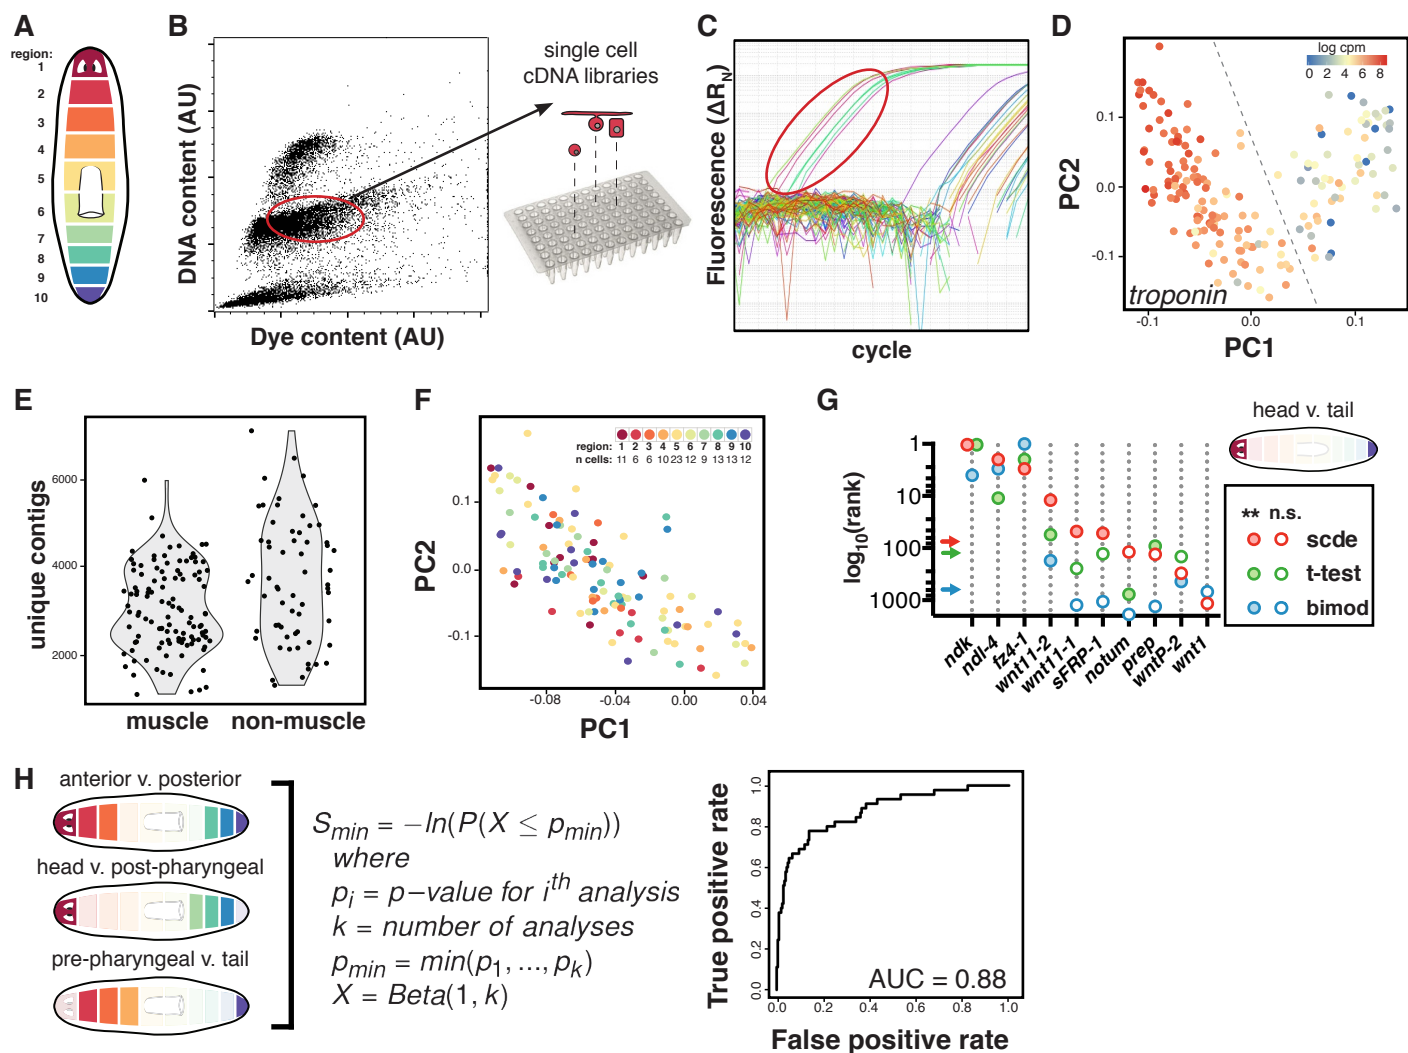 A
region:
1
2
3
4
5
6
7
8
9
10
B
DNA content (AU)
Dye content (AU)
single cell
cDNA libraries
C
Fluorescence (ΔR_N)
cycle
D
log cpm
0 2 4 6 8
PC2
0.1
0.0
-0.1
troponin
-0.1 0.0 0.1
PC1
E
unique contigs
6000
4000
2000
muscle non-muscle
F
region: 1 2 3 4 5 6 7 8 9 10
n cells: 11 6 6 10 23 12 9 13 13 12
PC2
0.1
0.0
-0.1
-0.08 -0.04 0.00 0.04
PC1
G
head v. tail
log10(rank)
1
10
100
1000
ndk
ndl-4
fz4-1
wnt11-2
wnt11-1
sFRP-1
notum
prep
wntP-2
wnt1
** n.s.
scde
t-test
bimod
H
anterior v. posterior
head v. post-pharyngeal
pre-pharyngeal v. tail
S_min = −ln(P(X ≤ p_min))
where
p_i = p−value for i^th analysis
k = number of analyses
p_min = min(p_1, ..., p_k)
X = Beta(1, k)
True positive rate
1.0
0.8
0.6
0.4
0.2
0.0
AUC = 0.88
0.0 0.2 0.4 0.6 0.8 1.0
False positive rate